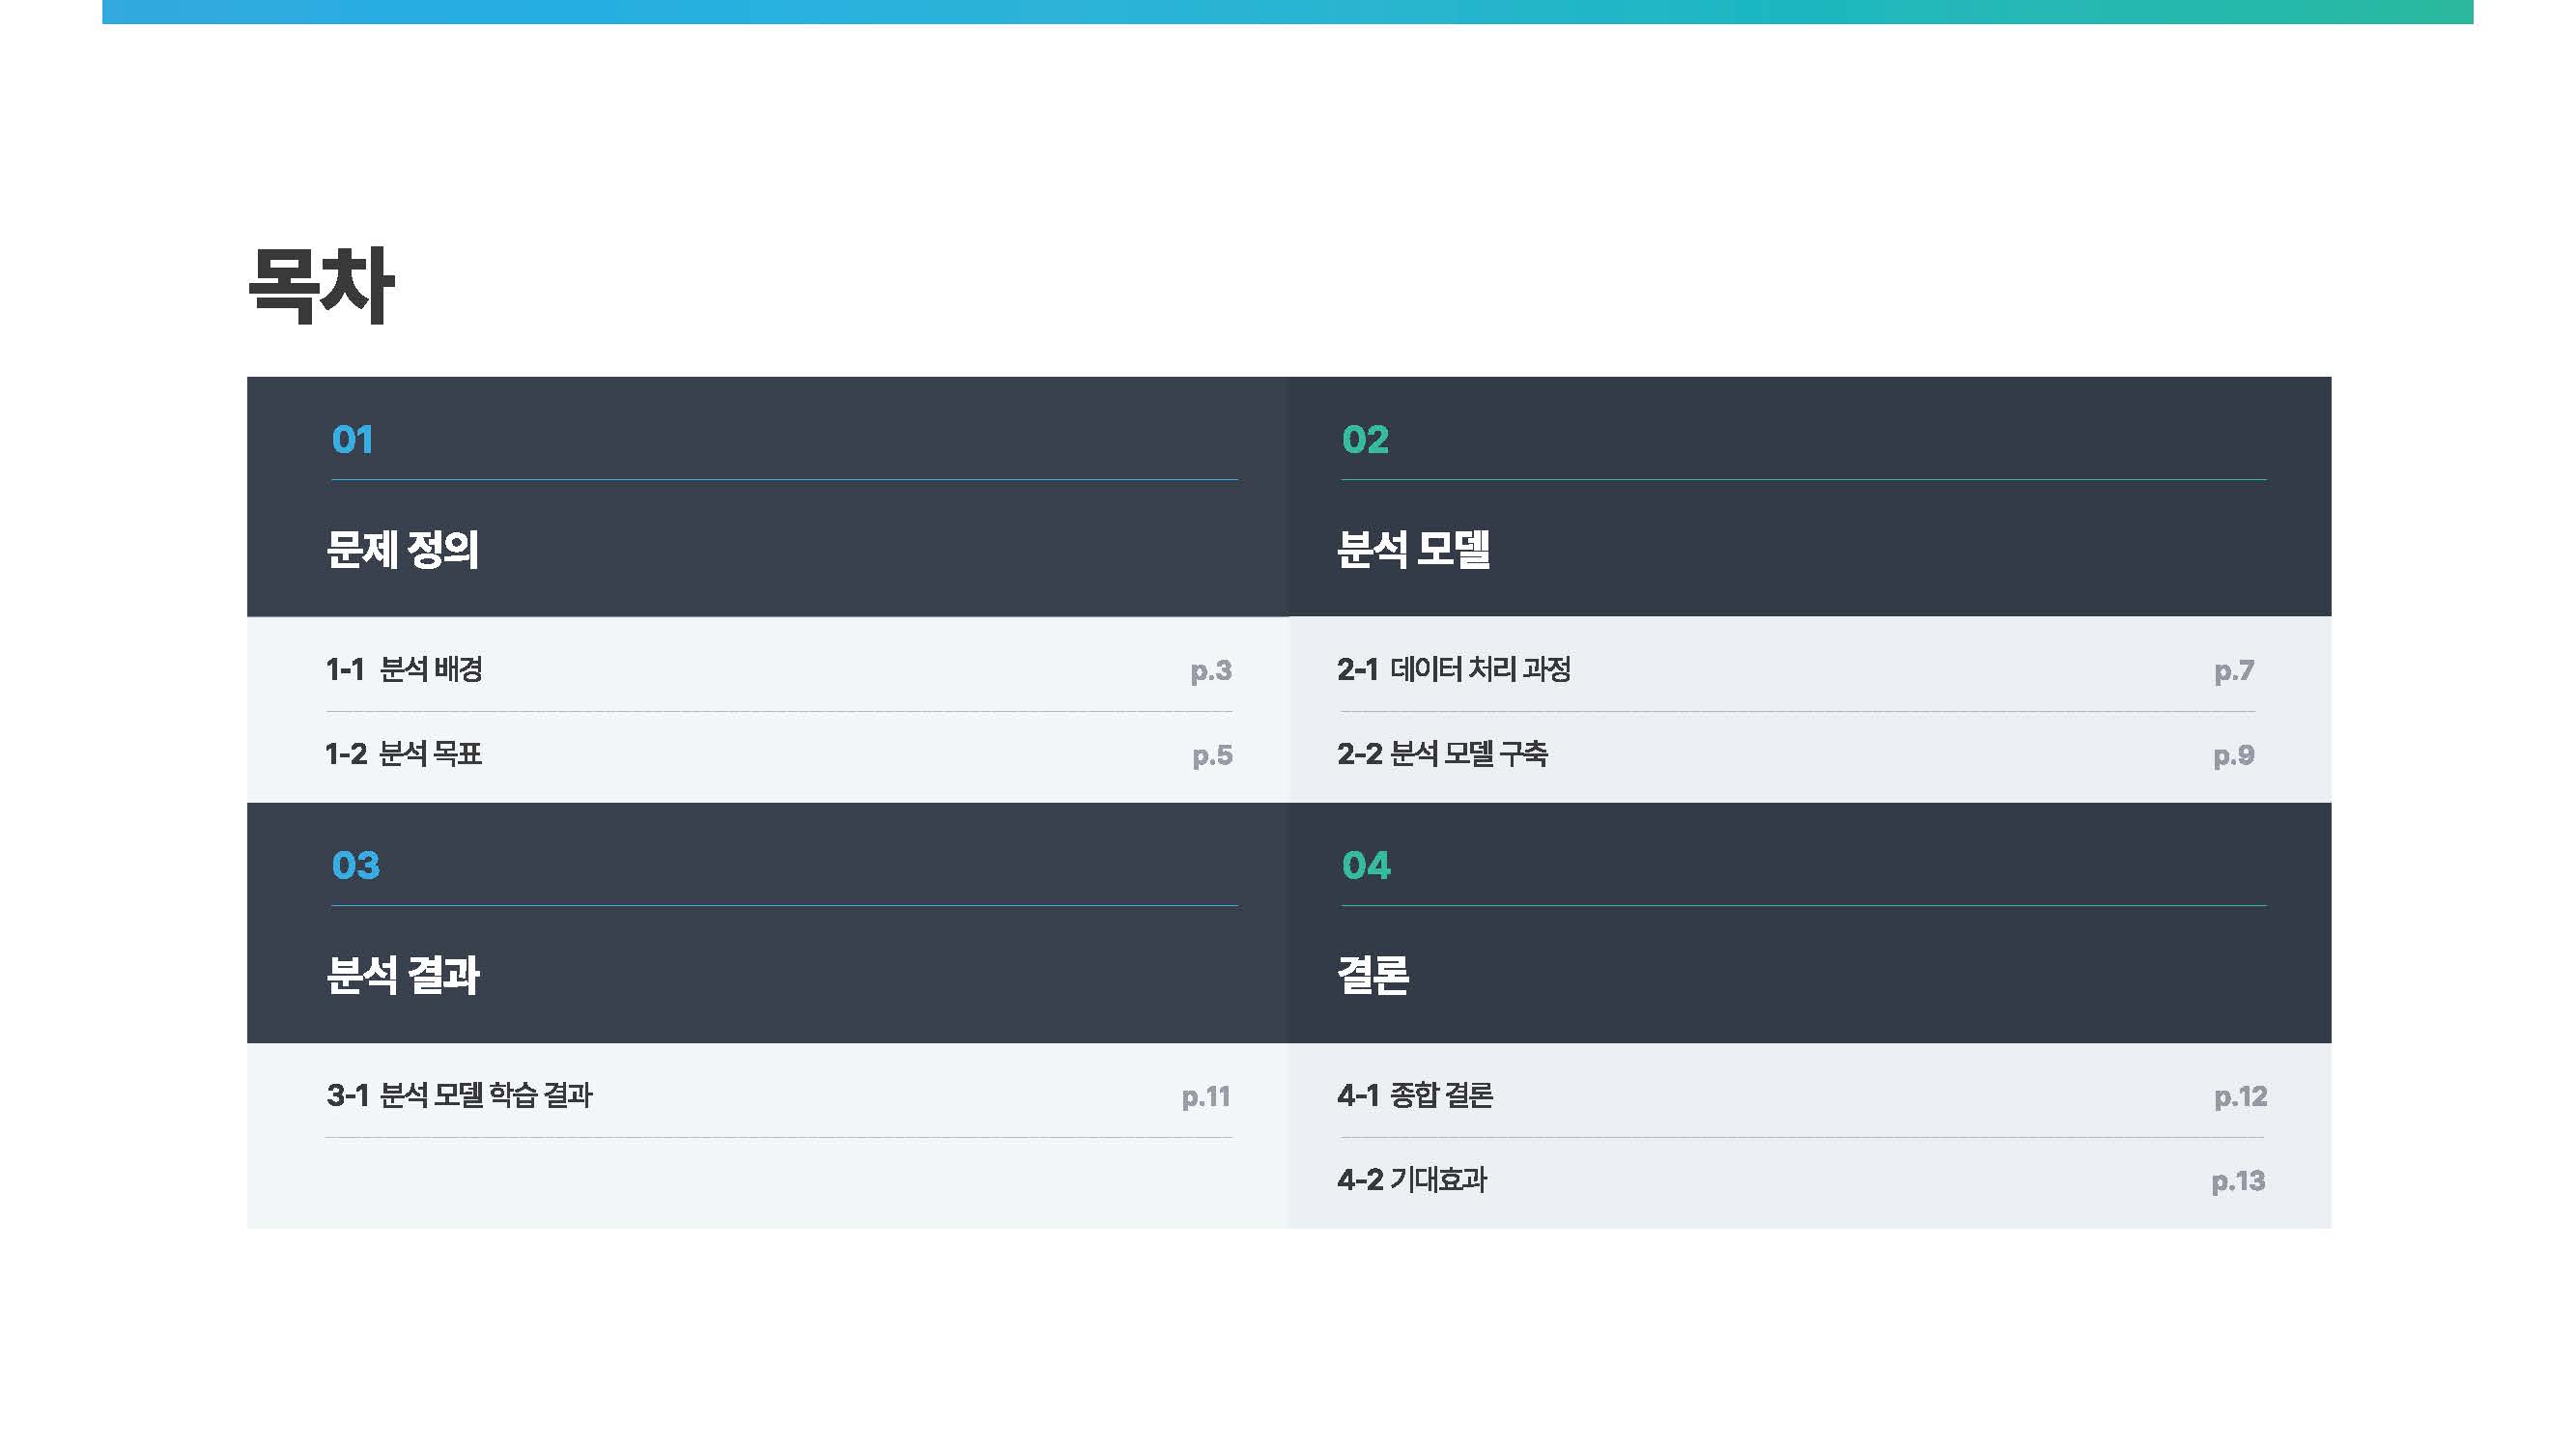 목차
01
문제 정의
1-1 분석 배경 p.3
1-2 분석 목표 p.5
02
분석 모델
2-1 데이터 처리 과정 p.7
2-2 분석 모델 구축 p.9
03
분석 결과
3-1 분석 모델 학습 결과 p.11
04
결론
4-1 종합 결론 p.12
4-2 기대효과 p.13